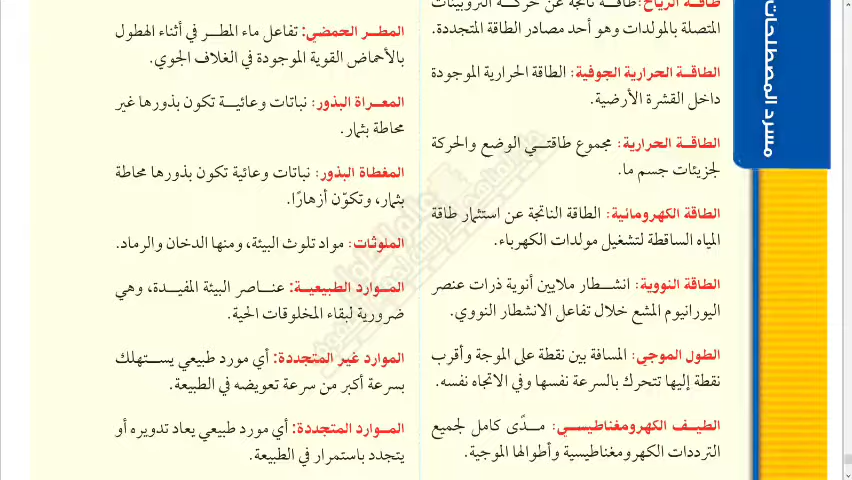 مسرد المصطلحات
طاقة الرياح: طاقة ناتجة عن حركة التروبينات
المتصلة بالمولدات وهو أحد مصادر الطاقة المتجددة.
الطاقة الحرارية الجوفية: الطاقة الحرارية الموجودة
داخل القشرة الأرضية.
الطاقة الحرارية: مجموع طاقتي الوضع والحركة
لجزيئات جسم ما.
الطاقة الكهرومائية: الطاقة الناتجة عن استثمار طاقة
المياه الساقطة لتشغيل مولدات الكهرباء.
الطاقة النووية: انشطار ملايين أنوية ذرات عنصر
اليورانيوم المشع خلال تفاعل الانشطار النووي.
الطول الموجي: المسافة بين نقطة على الموجة وأقرب
نقطة إليها تتحرك بالسرعة نفسها وفي الاتجاه نفسه.
الطيف الكهرومغناطيسي: مدًى كامل لجميع
الترددات الكهرومغناطيسية وأطوالها الموجية.
المطر الحمضي: تفاعل ماء المطر في أثناء الهطول
بالأحماض القوية الموجودة في الغلاف الجوي.
المعراة البذور: نباتات وعائية تكون بذورها غير
محاطة بثمار.
المغطاة البذور: نباتات وعائية تكون بذورها محاطة
بثمار، وتكوّن أزهارًا.
الملوثات: مواد تلوث البيئة، ومنها الدخان والرماد.
الموارد الطبيعية: عناصر البيئة المفيدة، وهي
ضرورية لبقاء المخلوقات الحية.
الموارد غير المتجددة: أي مورد طبيعي يستهلك
بسرعة أكبر من سرعة تعويضه في الطبيعة.
الموارد المتجددة: أي مورد طبيعي يعاد تدويره أو
يتجدد باستمرار في الطبيعة.